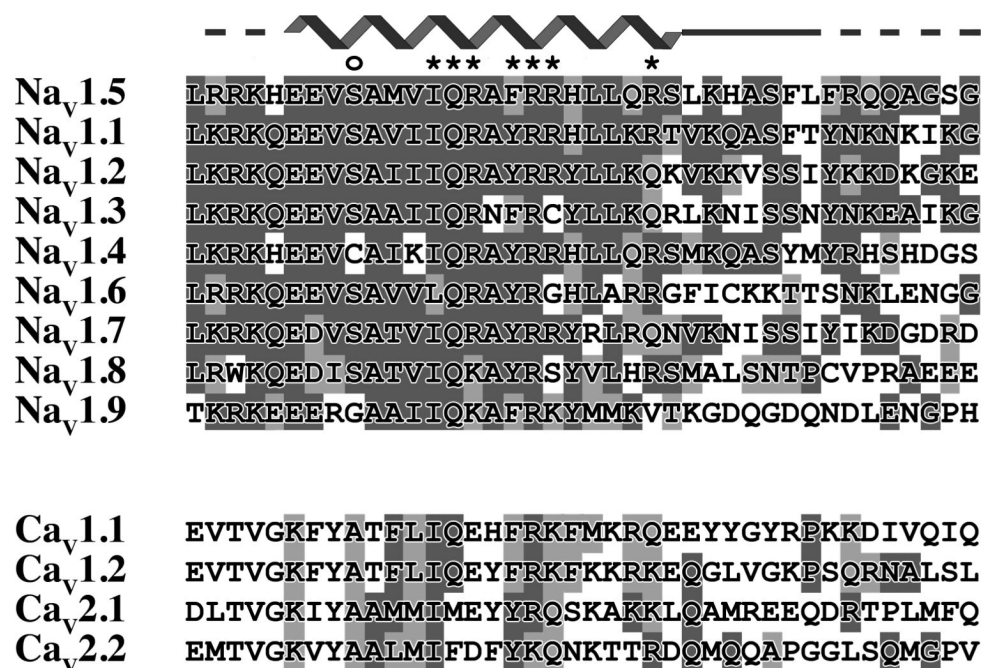 o *** *** *
Nav1.5 LRRKHEEVSAMVIQRAFRRHLLQRSLKHASFLFRQQAGSG
Nav1.1 LKRKQEEVSAVIIQRAYRRHLLKRTVKQASFTYNKNKIKG
Nav1.2 LKRKQEEVSAIIIQRAYRRYLLKQKVKKVSSIYKKDKGKE
Nav1.3 LKRKQEEVSAAIIQRNFRCYLLKQRLKNISSNYNKEAIKG
Nav1.4 LKRKHEEVCAIKIQRAYRRHLLQRSMKQASYMYRHSHDGS
Nav1.6 LRRKQEEVSAVVLQRAYRGHLARRGFICKKTTSNKLENGG
Nav1.7 LKRKQEDVSATVIQRAYRRYRLRQNVKNISSIYIKDGDRD
Nav1.8 LRWKQEDISATVIQKAYRSYVLHRSMALSNTPCVPRAEEE
Nav1.9 TKRKEEERGAAIIQKAFRKYMMKVTKGDQGDQNDLENGPH
Cav1.1 EVTVGKFYATFLIQEHFRKFMKRQEEYYGYRPKKDIVQIQ
Cav1.2 EVTVGKFYATFLIQEYFRKFKKRKEQGLVGKPSQRNALSL
Cav2.1 DLTVGKIYAAMMIMEYYRQSKAKKLQAMREEQDRTPLMFQ
Cav2.2 EMTVGKVYAALMIFDFYKQNKTTRDQMQQAPGGLSQMGPV